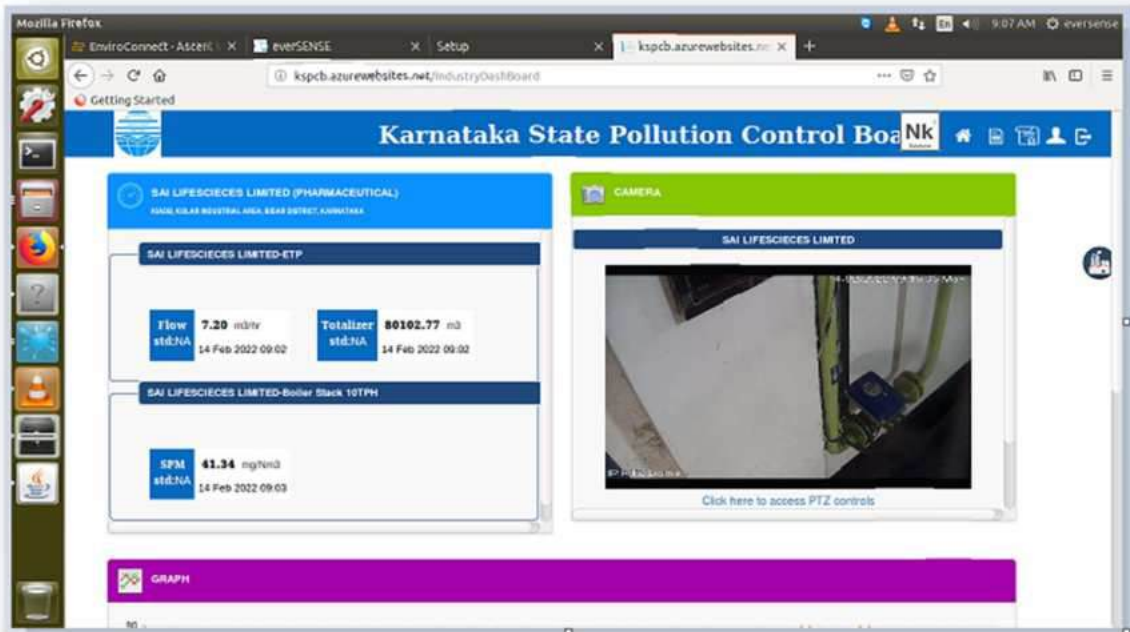 Mozilla Firefox
En 9:07 AM eversense
EnviroConnect - Ascent
everSENSE
Setup
kspcb.azurewebsites.ne
kspcb.azurewebsites.net/IndustryDashBoard
Getting Started
Karnataka State Pollution Control Boa
Nk
SAI LIFESCIECES LIMITED (PHARMACEUTICAL)
CAMERA
SAI LIFESCIECES LIMITED
SAI LIFESCIECES LIMITED-ETP
Flow 7.20 m3/hr
std:NA 14 Feb 2022 09:02
Totalizer 80102.77 m3
std:NA 14 Feb 2022 09:02
SAI LIFESCIECES LIMITED-Boiler Stack 10TPH
SPM 41.34 mg/Nm3
std:NA 14 Feb 2022 09:03
Click here to access PTZ controls
GRAPH